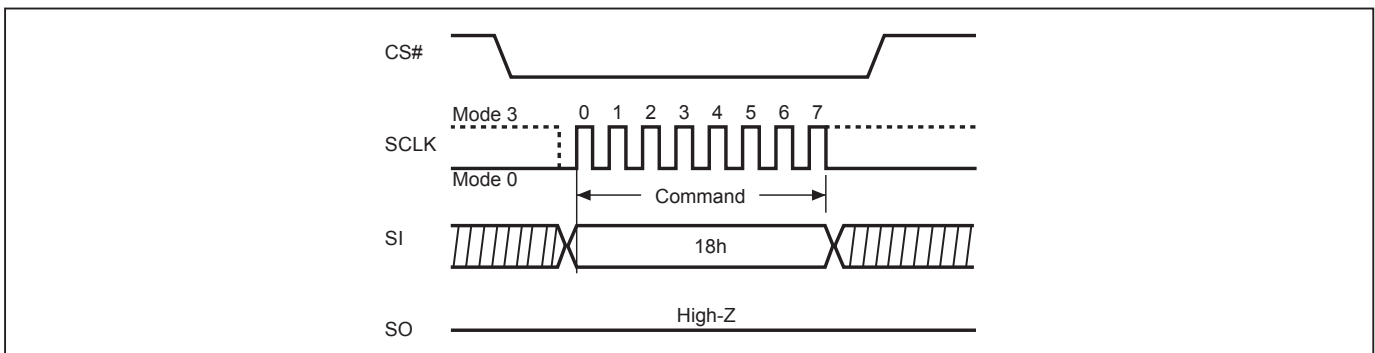 CS#
Mode 3
0 1 2 3 4 5 6 7
SCLK
Mode 0
Command
SI
18h
High-Z
SO